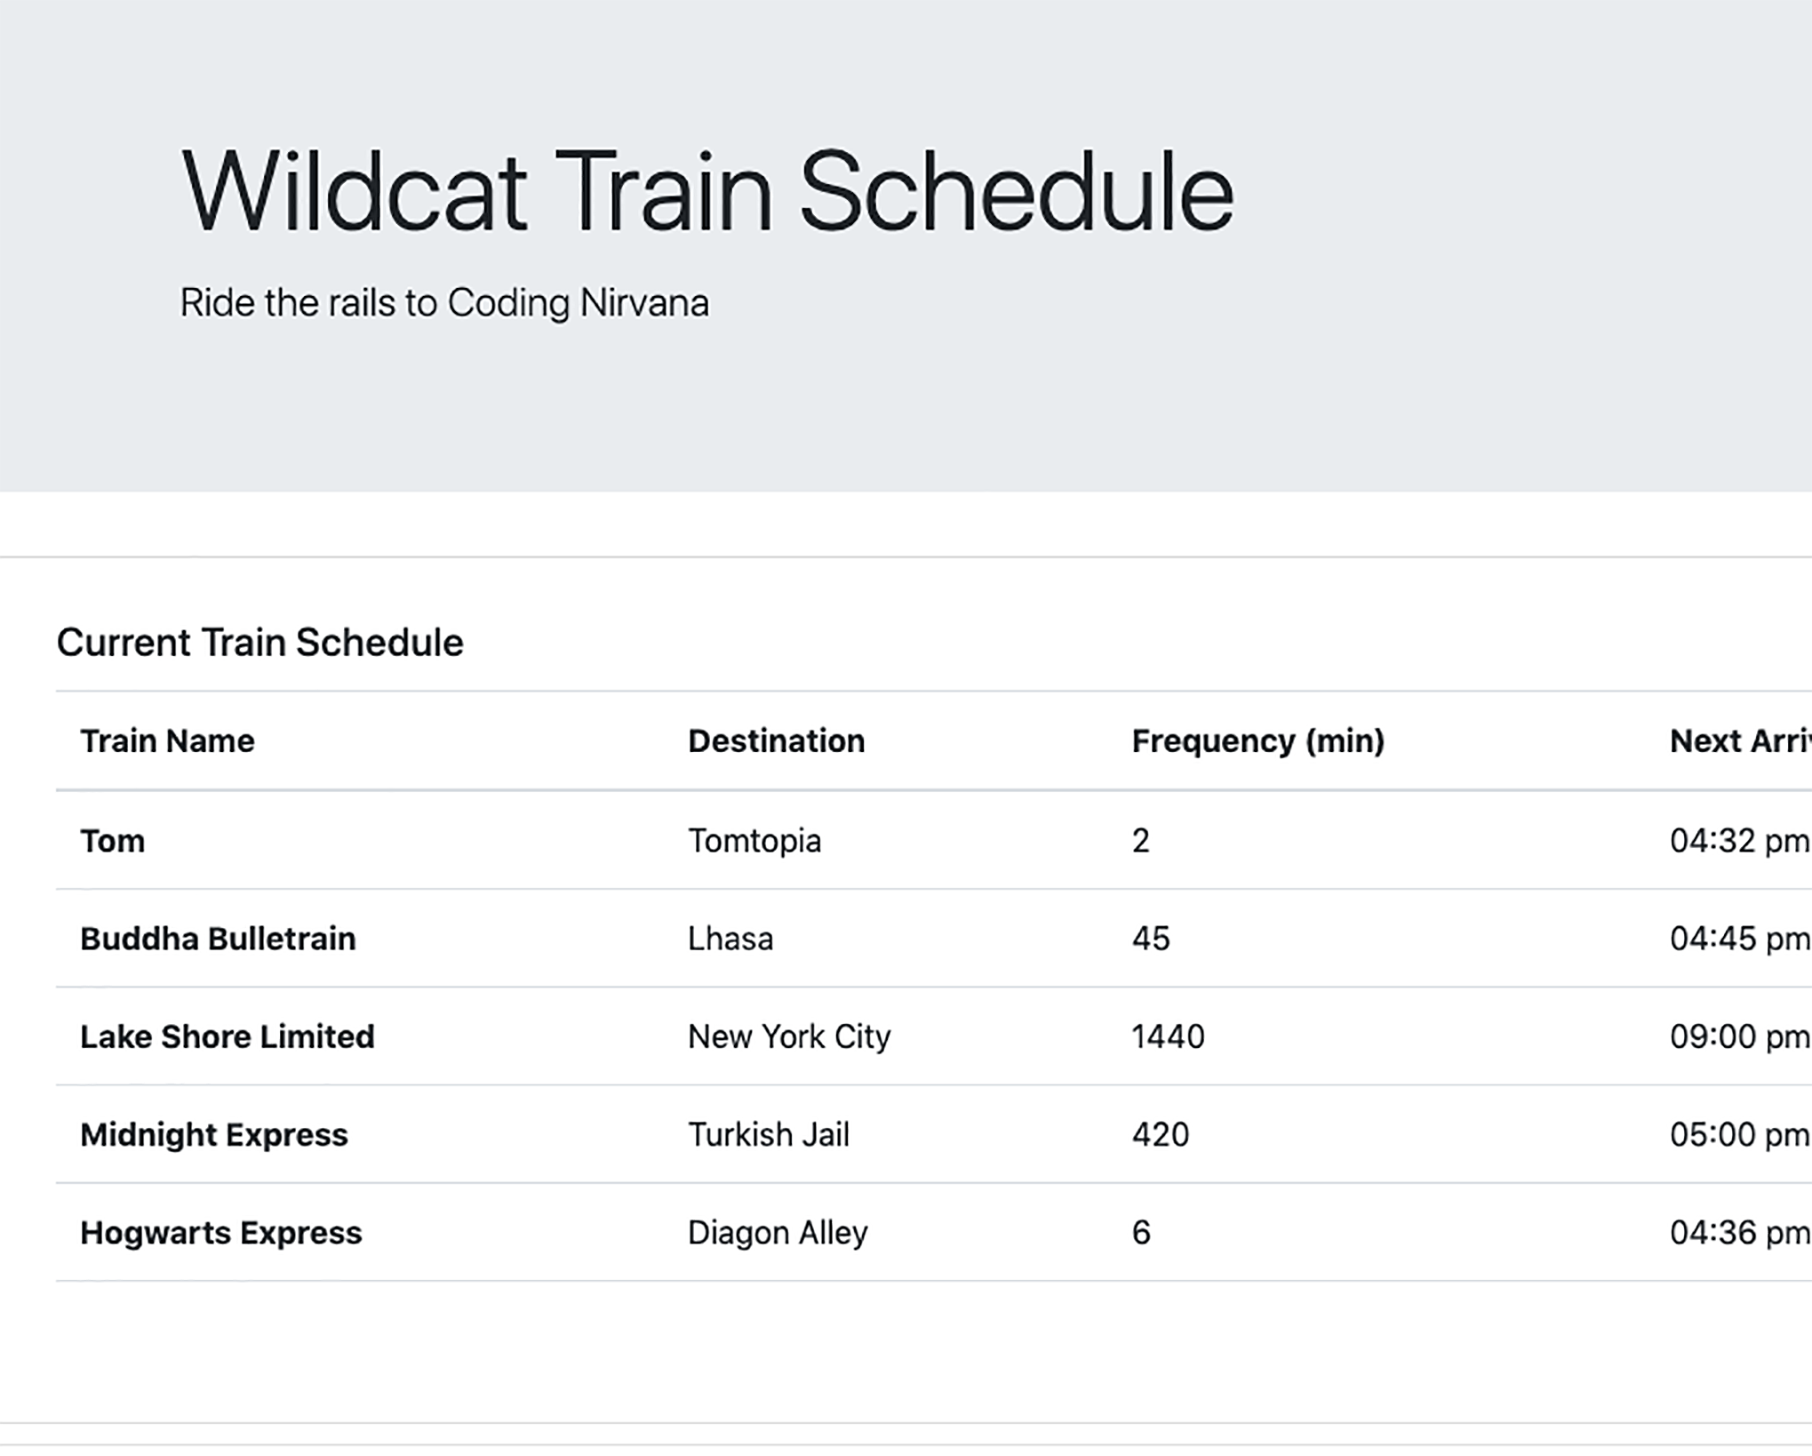 Wildcat Train Schedule
Ride the rails to Coding Nirvana
Current Train Schedule
Train Name Destination Frequency (min) Next Arri
Tom Tomtopia 2 04:32 pm
Buddha Bulletrain Lhasa 45 04:45 pm
Lake Shore Limited New York City 1440 09:00 pm
Midnight Express Turkish Jail 420 05:00 pm
Hogwarts Express Diagon Alley 6 04:36 pm